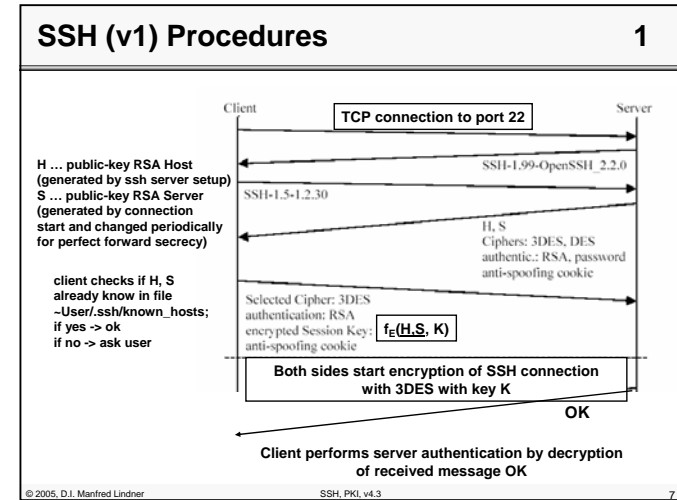 SSH (v1) Procedures 1
Client
TCP connection to port 22
Server
H ... public-key RSA Host
(generated by ssh server setup)
S ... public-key RSA Server
(generated by connection
start and changed periodically
for perfect forward secrecy)
SSH-1.99-OpenSSH_2.2.0
SSH-1.5-1.2.30
H, S
Ciphers: 3DES, DES
authentic.: RSA, password
anti-spoofing cookie
client checks if H, S
already know in file
~User/.ssh/known_hosts;
if yes -> ok
if no -> ask user
Selected Cipher: 3DES
authentication: RSA
encrypted Session Key: fE(H,S, K)
anti-spoofing cookie
Both sides start encryption of SSH connection
with 3DES with key K
OK
Client performs server authentication by decryption
of received message OK
© 2005, D.I. Manfred Lindner SSH, PKI, v4.3 7